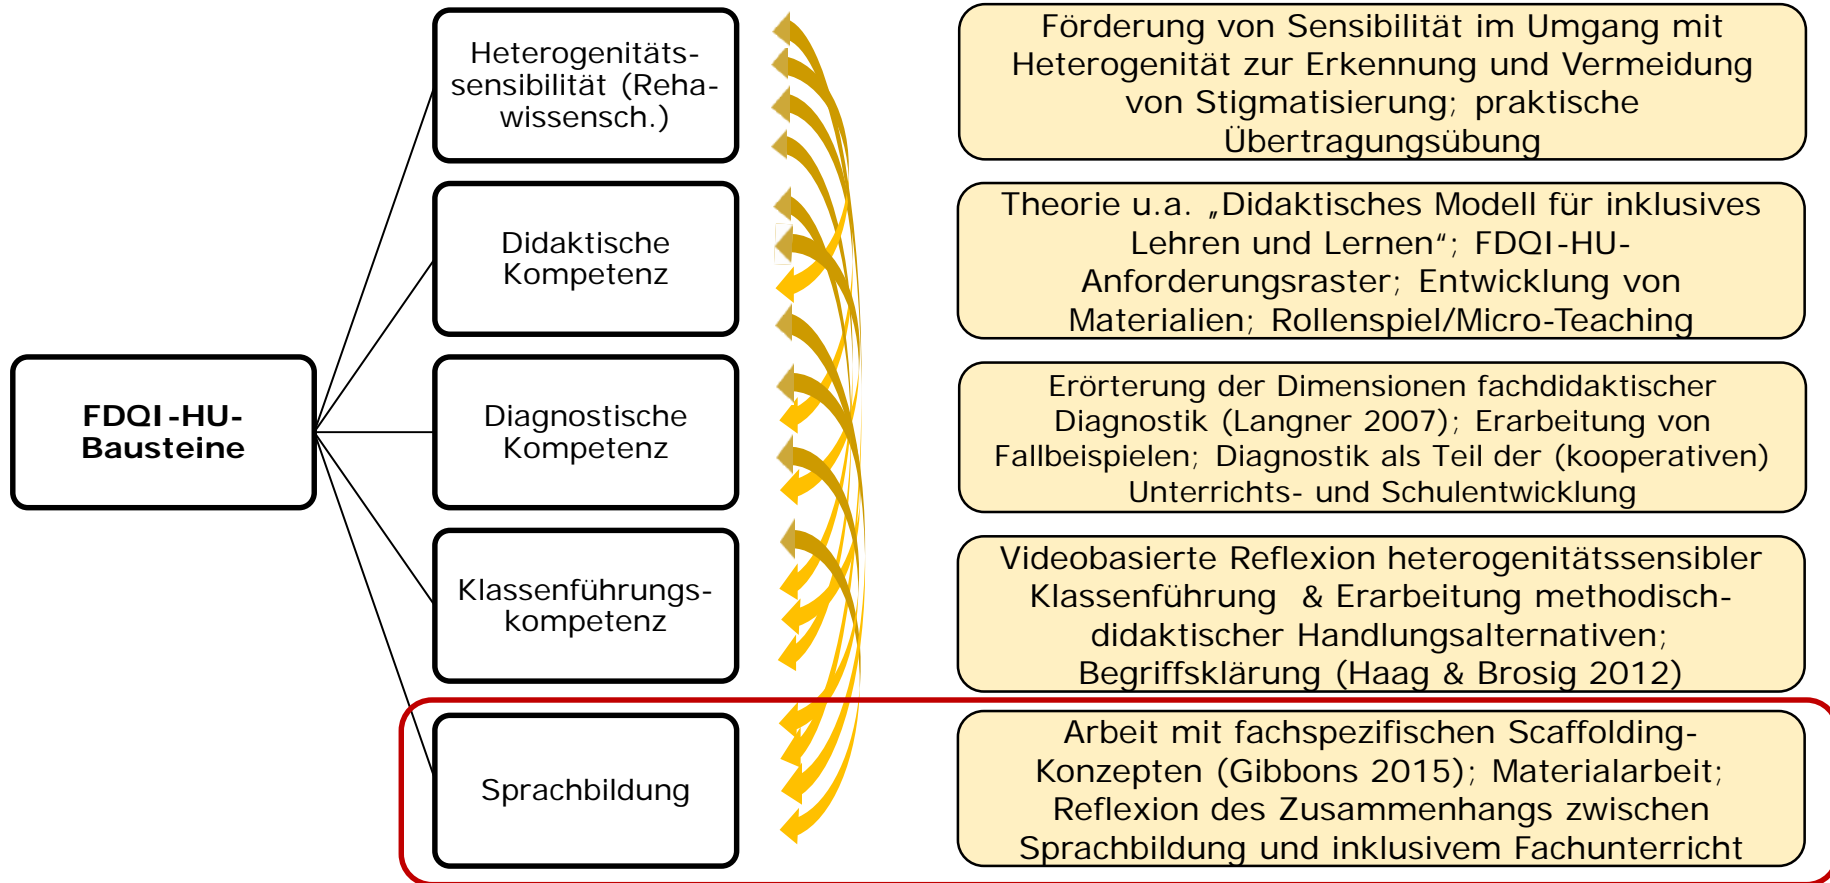 Heterogenitäts-
sensibilität (Reha-
wissensch.)
Förderung von Sensibilität im Umgang mit
Heterogenität zur Erkennung und Vermeidung
von Stigmatisierung; praktische
Übertragungsübung
Didaktische
Kompetenz
Theorie u.a. „Didaktisches Modell für inklusives
Lehren und Lernen“; FDQI-HU-
Anforderungsraster; Entwicklung von
Materialien; Rollenspiel/Micro-Teaching
FDQI-HU-
Bausteine
Diagnostische
Kompetenz
Erörterung der Dimensionen fachdidaktischer
Diagnostik (Langner 2007); Erarbeitung von
Fallbeispielen; Diagnostik als Teil der (kooperativen)
Unterrichts- und Schulentwicklung
Klassenführungs-
kompetenz
Videobasierte Reflexion heterogenitätssensibler
Klassenführung & Erarbeitung methodisch-
didaktischer Handlungsalternativen;
Begriffsklärung (Haag & Brosig 2012)
Sprachbildung
Arbeit mit fachspezifischen Scaffolding-
Konzepten (Gibbons 2015); Materialarbeit;
Reflexion des Zusammenhangs zwischen
Sprachbildung und inklusivem Fachunterricht